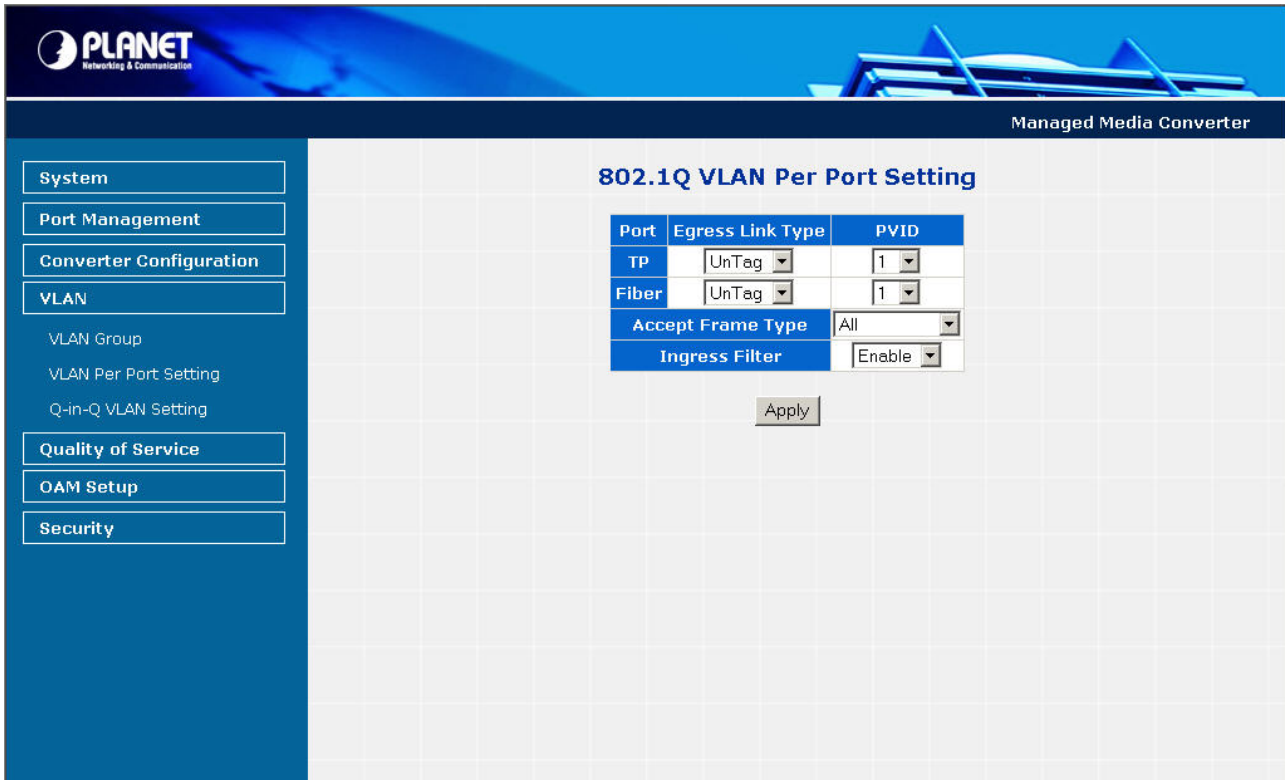 PLANET
Networking & Communication
Managed Media Converter
System
Port Management
Converter Configuration
VLAN
VLAN Group
VLAN Per Port Setting
Q-in-Q VLAN Setting
Quality of Service
OAM Setup
Security
802.1Q VLAN Per Port Setting
Port Egress Link Type PVID
TP UnTag 1
Fiber UnTag 1
Accept Frame Type All
Ingress Filter Enable
Apply